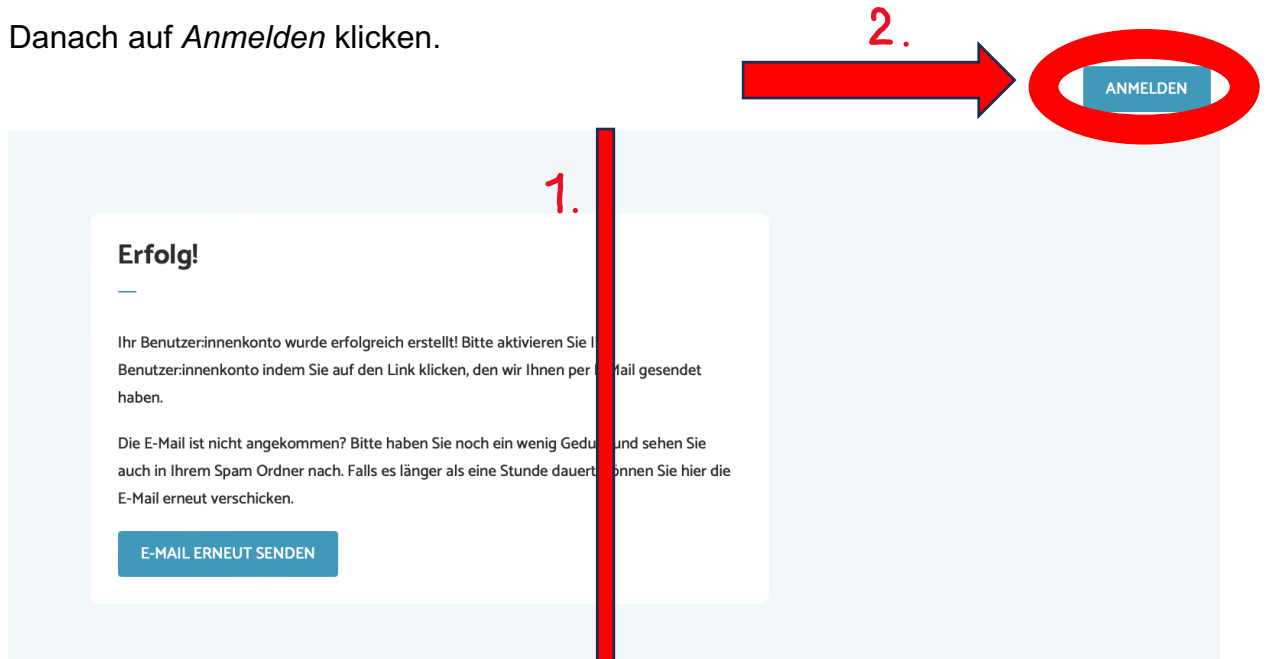 Danach auf Anmelden klicken.
2.
ANMELDEN
1.
Erfolg!
Ihr Benutzer:innenkonto wurde erfolgreich erstellt! Bitte aktivieren Sie
Benutzer:innenkonto indem Sie auf den Link klicken, den wir Ihnen per Mail gesendet
haben.
Die E-Mail ist nicht angekommen? Bitte haben Sie noch ein wenig und sehen Sie
auch in Ihrem Spam Ordner nach. Falls es länger als eine Stunde dauert Sie hier die
E-Mail erneut verschicken.
E-MAIL ERNEUT SENDEN